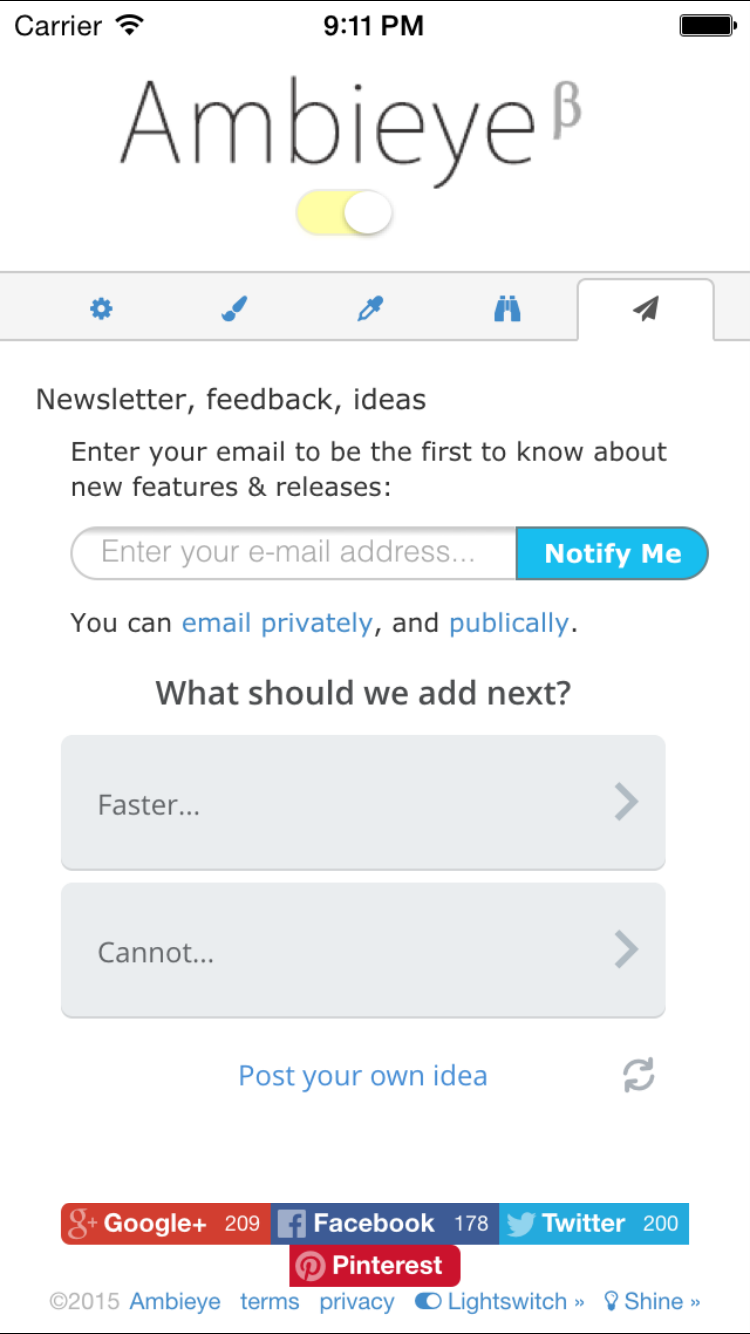 Carrier 9:11 PM
Ambieye β
Newsletter, feedback, ideas
Enter your email to be the first to know about
new features & releases:
Enter your e-mail address... Notify Me
You can email privately, and publically.
What should we add next?
Faster...
Cannot...
Post your own idea
g+ Google+ 209 f Facebook 178 Twitter 200
Pinterest
©2015 Ambieye terms privacy Lightswitch » Shine »